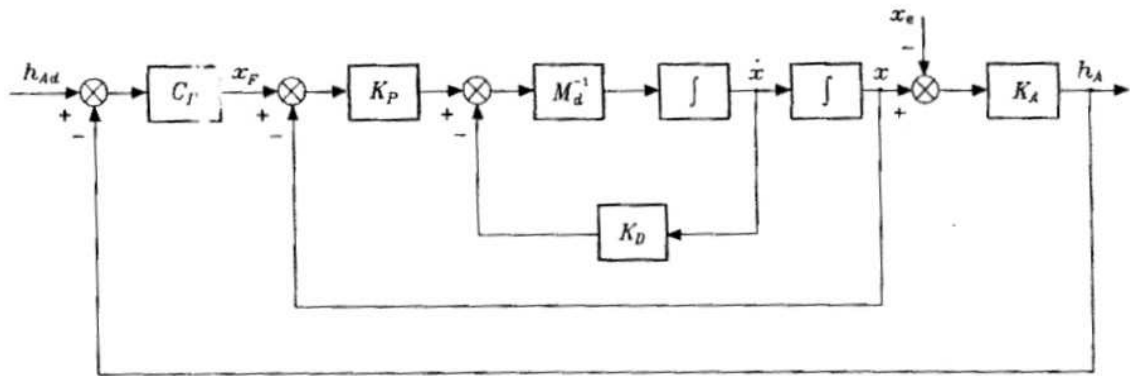 h_Ad
+
−
C_F
x_F
+
−
K_P
+
−
M_d^{-1}
∫
ẋ
∫
x
x_e
−
+
K_A
h_A
K_D